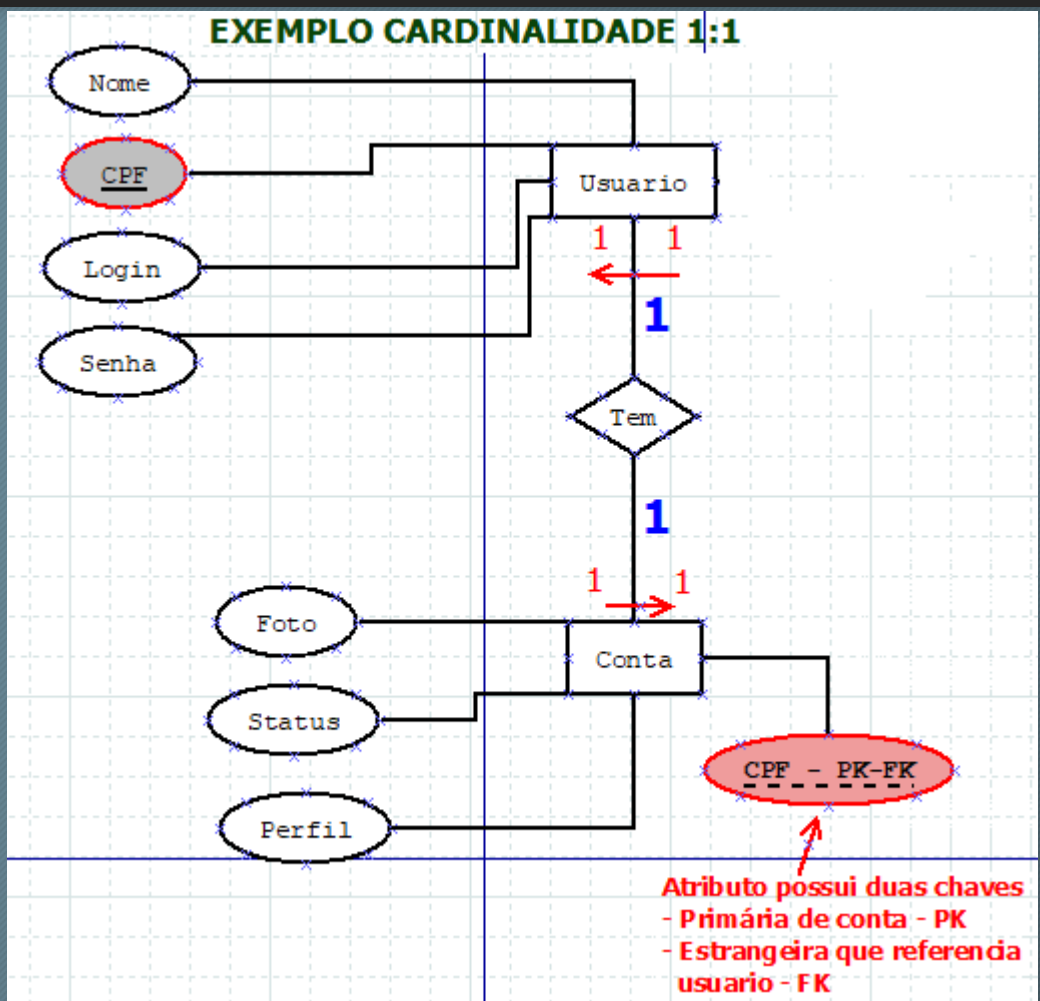 EXEMPLO CARDINALIDADE 1:1
Nome
CPF
Usuario
Login
1 1
1
Senha
Tem
1
1 1
Foto
Conta
Status
CPF - PK-FK
Perfil
Atributo possui duas chaves
- Primária de conta - PK
- Estrangeira que referencia
usuario - FK